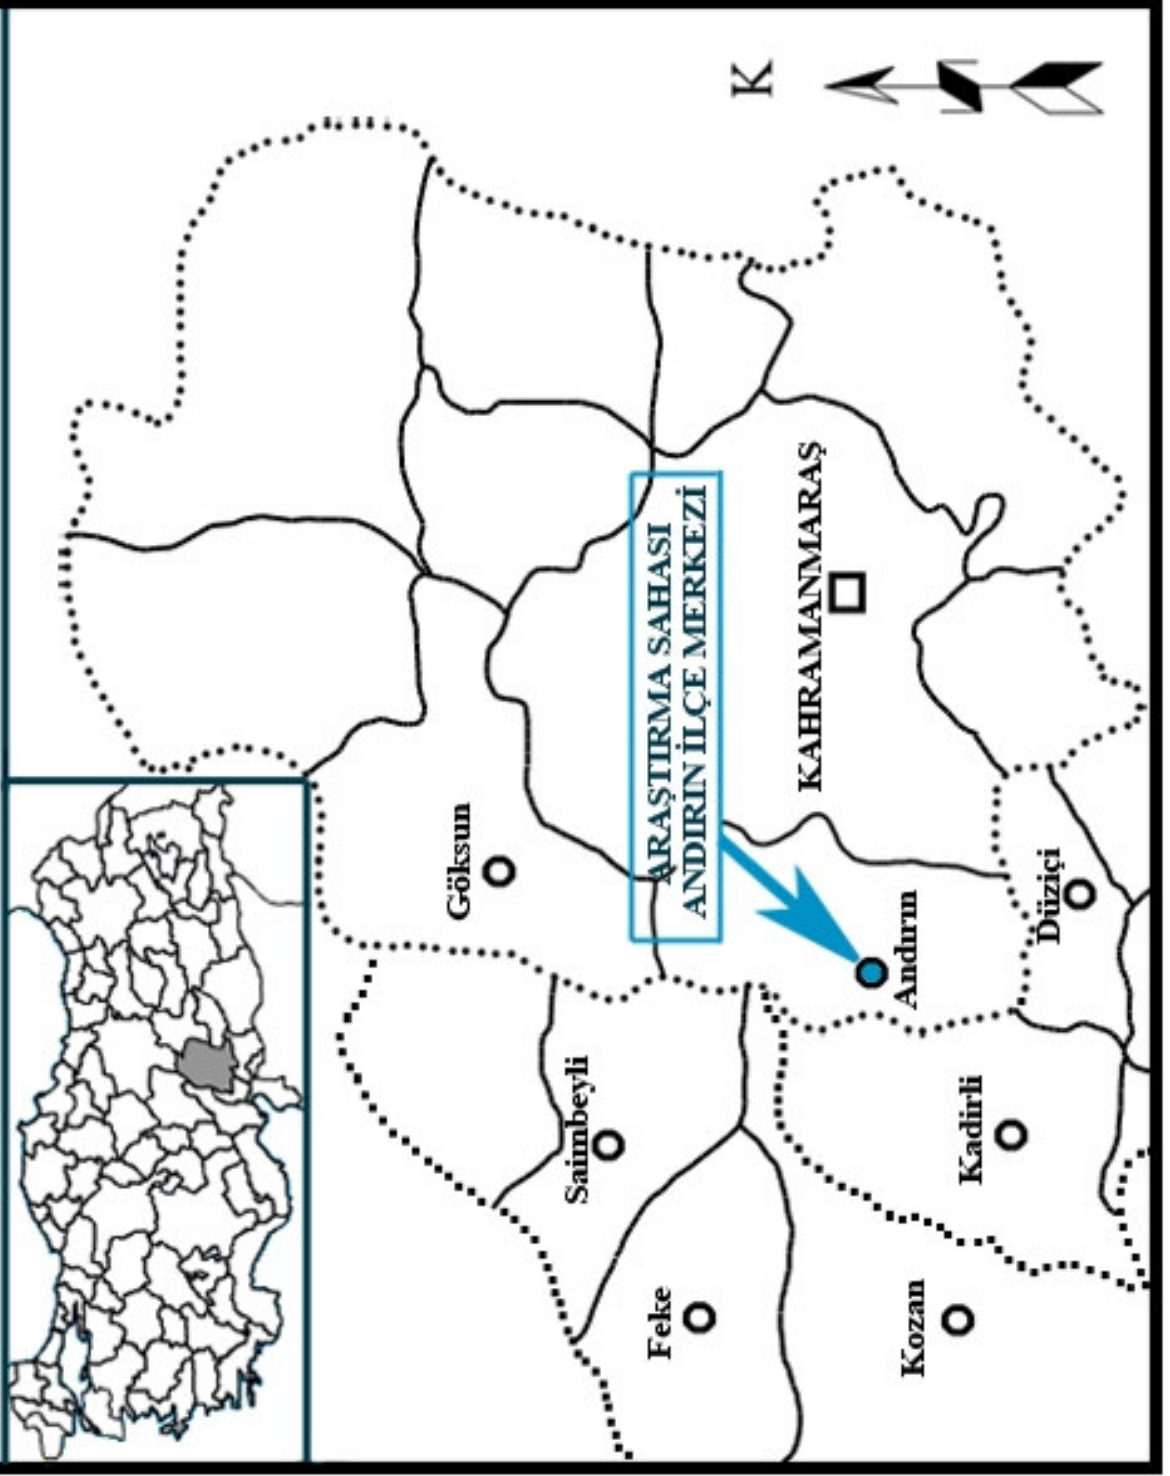 K
Göksun
ARAŞTIRMA SAHASI
ANDIRIN İLÇE MERKEZİ
KAHRAMANMARAŞ
Saimbeyli
Andırın
Düziçi
Feke
Kadirli
Kozan